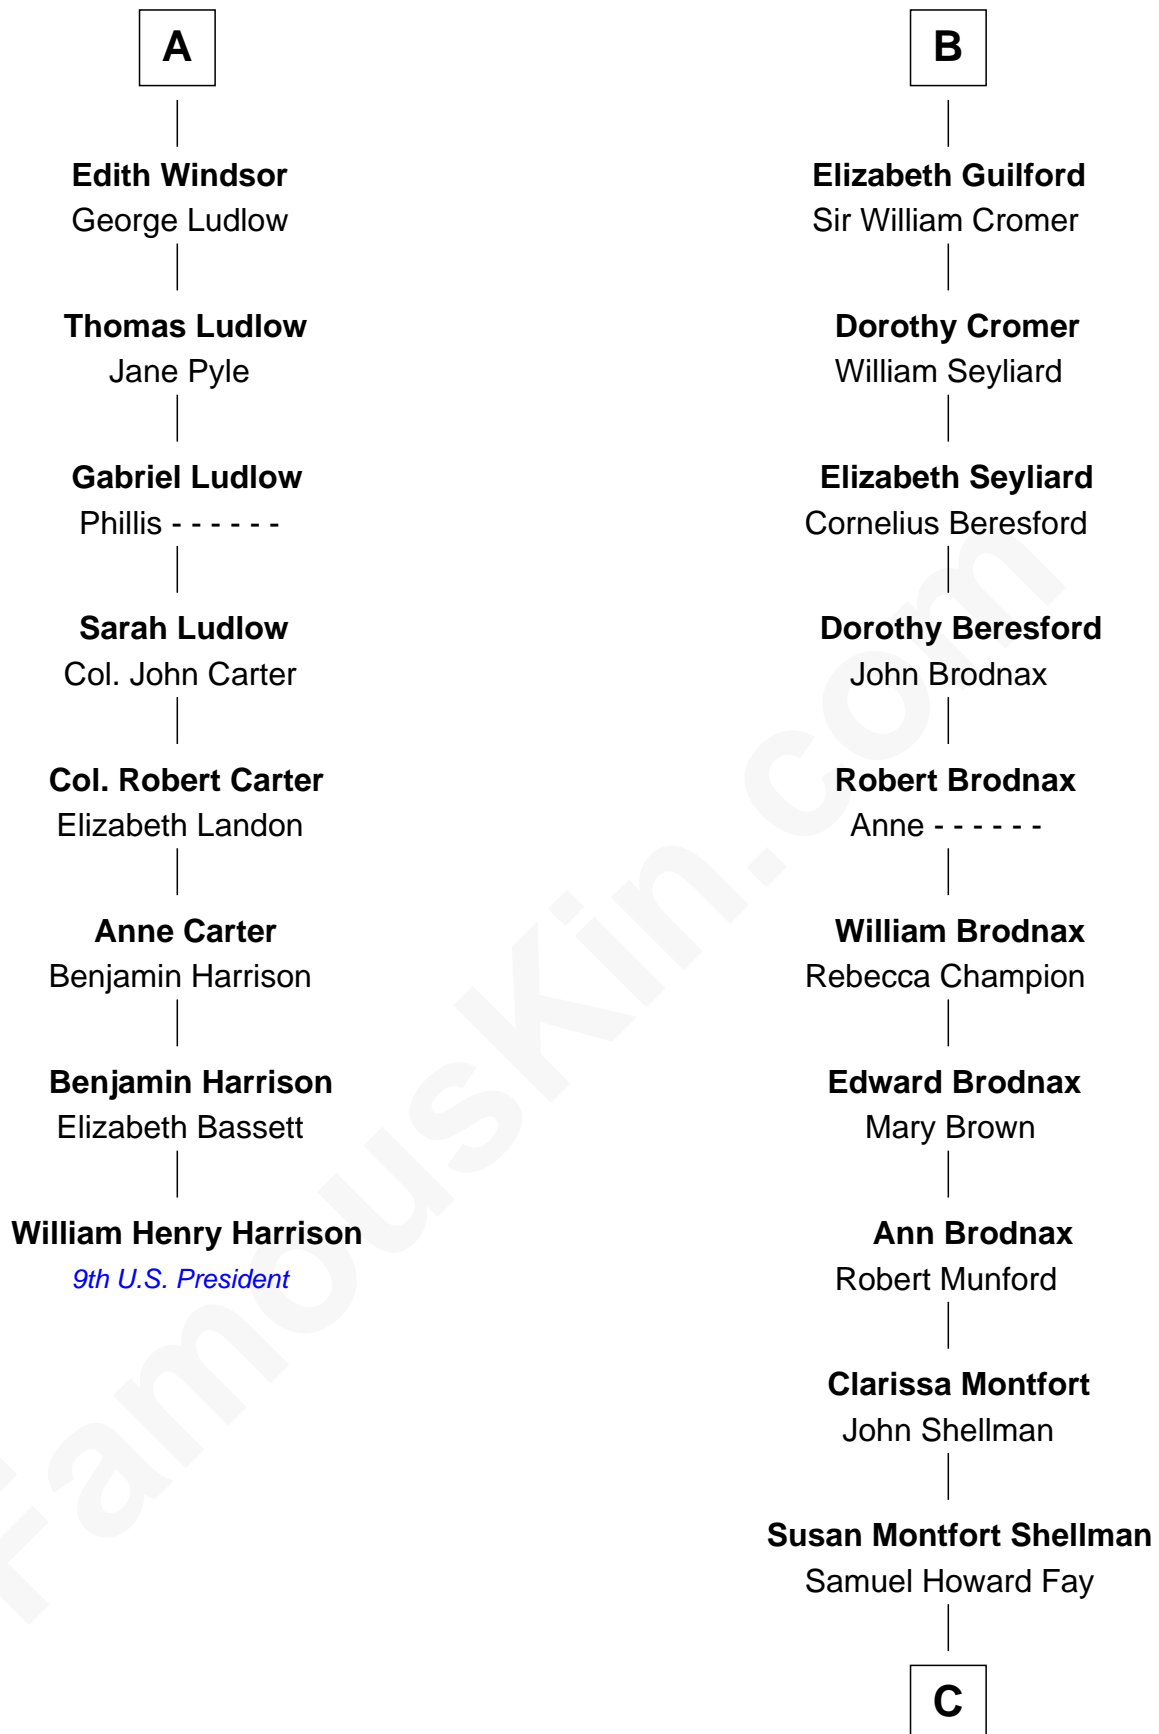 A
Edith Windsor
George Ludlow
Thomas Ludlow
Jane Pyle
Gabriel Ludlow
Phillis - - - - - -
Sarah Ludlow
Col. John Carter
Col. Robert Carter
Elizabeth Landon
Anne Carter
Benjamin Harrison
Benjamin Harrison
Elizabeth Bassett
William Henry Harrison
9th U.S. President
B
Elizabeth Guilford
Sir William Cromer
Dorothy Cromer
William Seyliard
Elizabeth Seyliard
Cornelius Beresford
Dorothy Beresford
John Brodnax
Robert Brodnax
Anne - - - - - -
William Brodnax
Rebecca Champion
Edward Brodnax
Mary Brown
Ann Brodnax
Robert Munford
Clarissa Montfort
John Shellman
Susan Montfort Shellman
Samuel Howard Fay
C
FamousKin.com